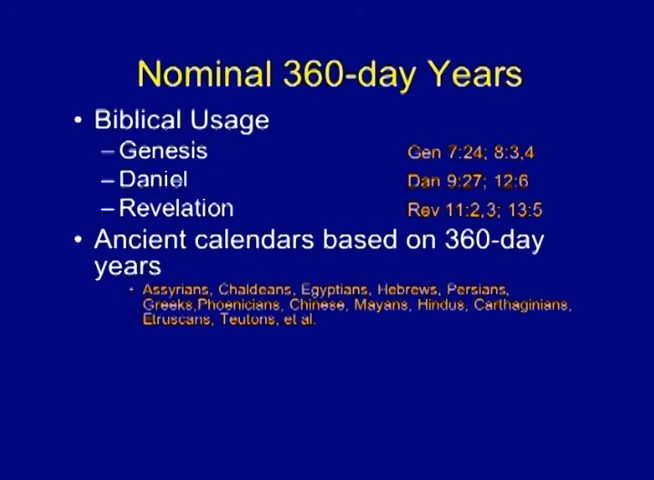 Nominal 360-day Years
• Biblical Usage
– Genesis Gen 7:24; 8:3,4
– Daniel Dan 9:27; 12:6
– Revelation Rev 11:2,3; 13:5
• Ancient calendars based on 360-day
years
• Assyrians, Chaldeans, Egyptians, Hebrews, Persians,
Greeks,Phoenicians, Chinese, Mayans, Hindus, Carthaginians,
Etruscans, Teutons, et al.